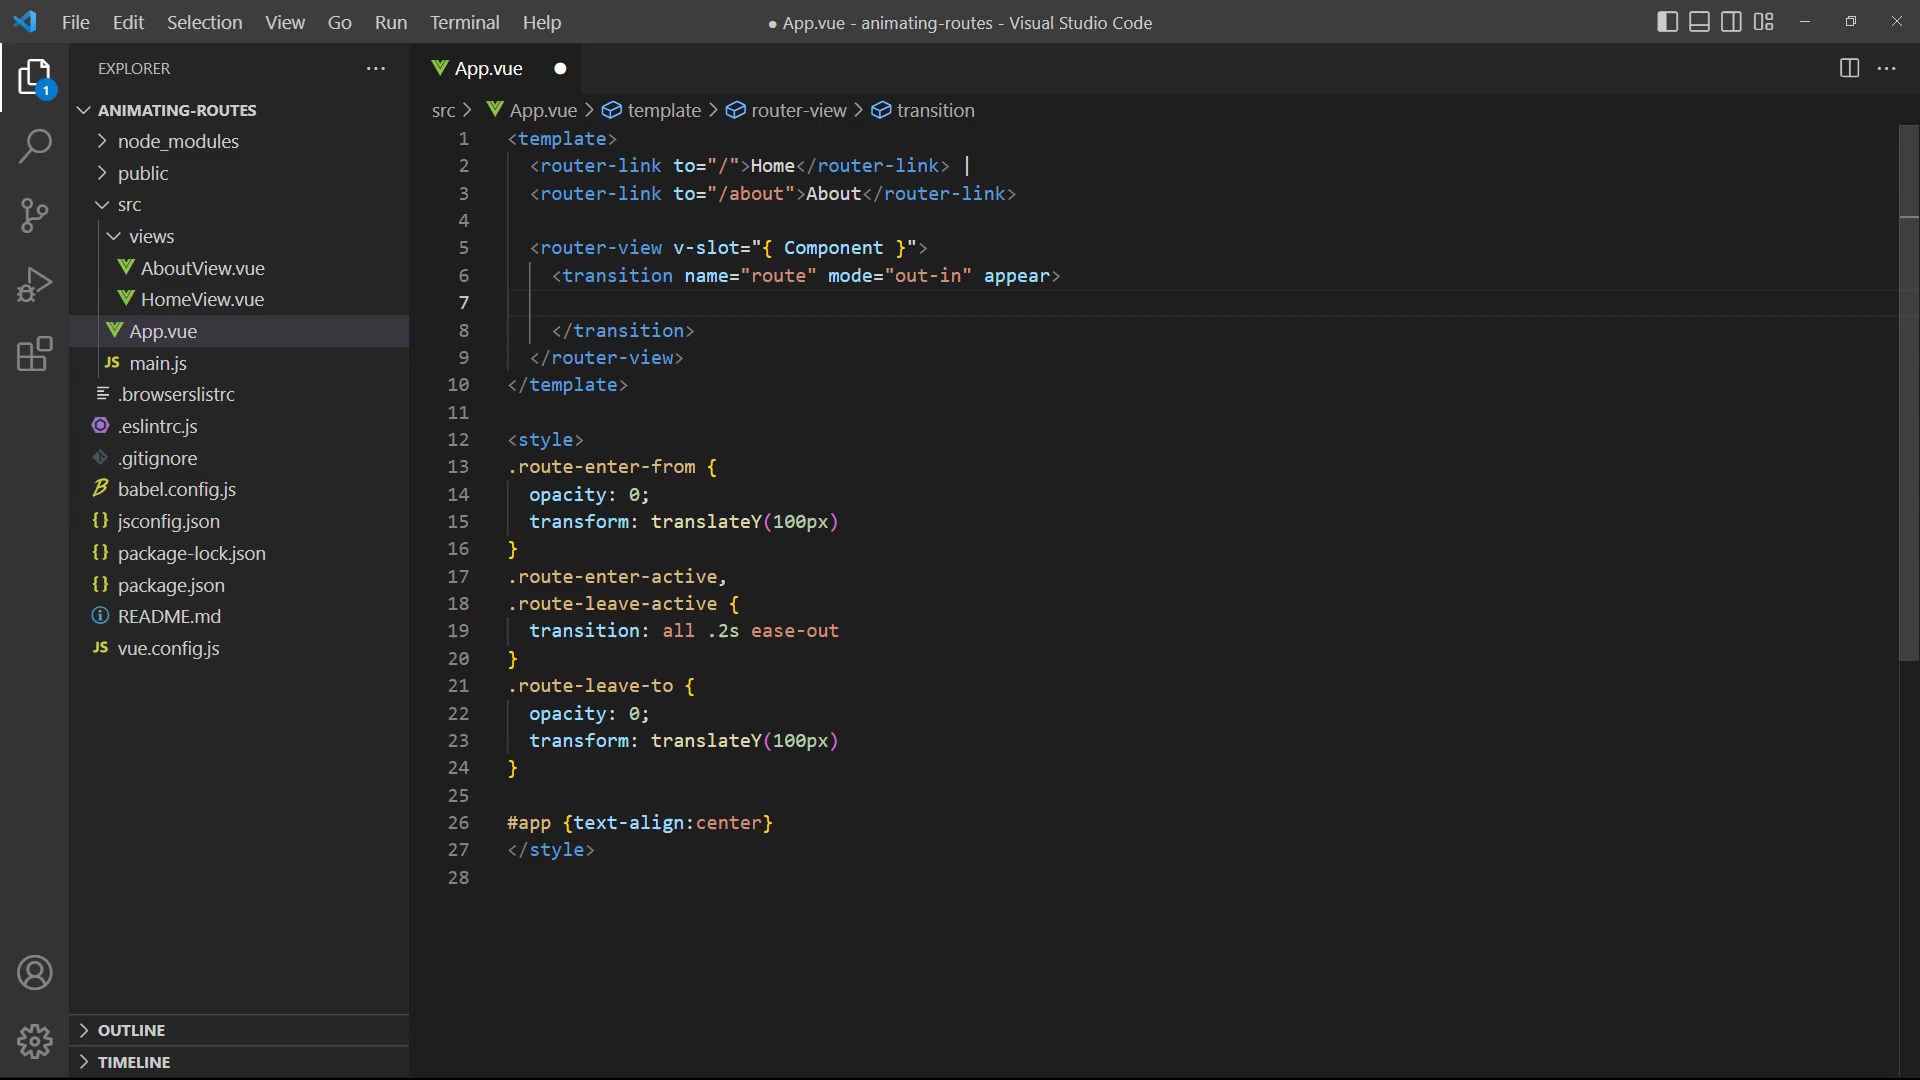 File Edit Selection View Go Run Terminal Help
● App.vue - animating-routes - Visual Studio Code
EXPLORER
1
ANIMATING-ROUTES
node_modules
public
src
views
AboutView.vue
HomeView.vue
App.vue
JS main.js
.browserslistrc
.eslintrc.js
.gitignore
babel.config.js
{} jsconfig.json
{} package-lock.json
{} package.json
README.md
JS vue.config.js
OUTLINE
TIMELINE
App.vue
src > App.vue > template > router-view > transition
1 <template>
2 <router-link to="/">Home</router-link> |
3 <router-link to="/about">About</router-link>
4
5 <router-view v-slot="{ Component }">
6 <transition name="route" mode="out-in" appear>
7
8 </transition>
9 </router-view>
10 </template>
11
12 <style>
13 .route-enter-from {
14 opacity: 0;
15 transform: translateY(100px)
16 }
17 .route-enter-active,
18 .route-leave-active {
19 transition: all .2s ease-out
20 }
21 .route-leave-to {
22 opacity: 0;
23 transform: translateY(100px)
24 }
25
26 #app {text-align:center}
27 </style>
28